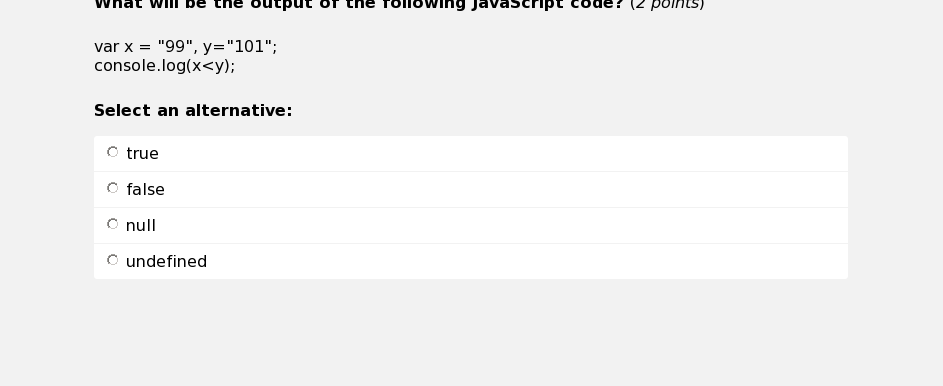 What will be the output of the following JavaScript code? (2 points)
var x = "99", y="101";
console.log(x<y);
Select an alternative:
true
false
null
undefined